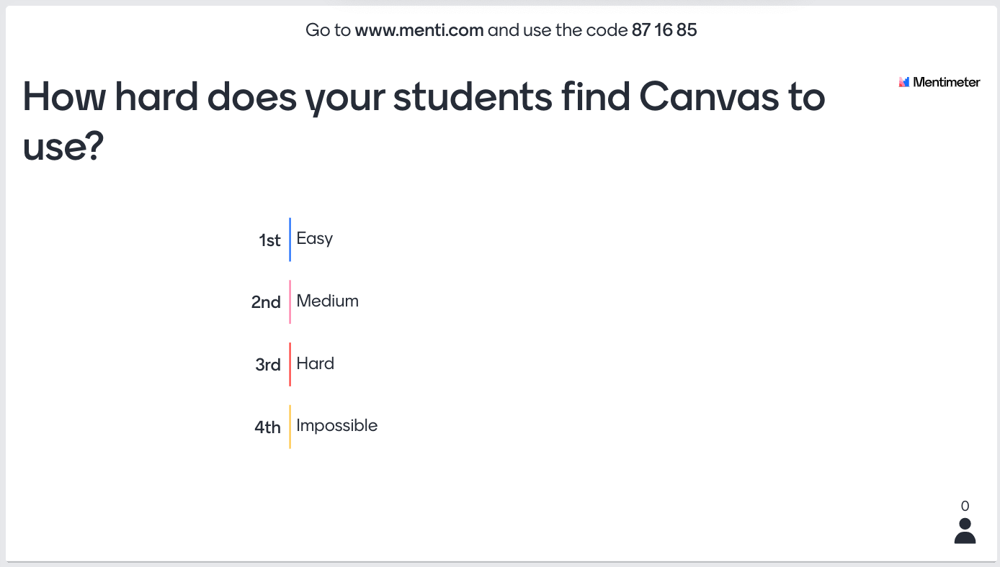 Go to www.menti.com and use the code 87 16 85
Mentimeter
How hard does your students find Canvas to
use?
1st Easy
2nd Medium
3rd Hard
4th Impossible
0